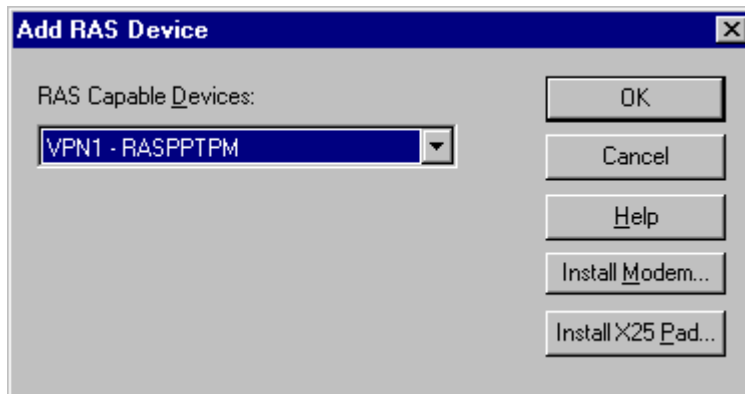 Add RAS Device
RAS Capable Devices:
VPN1 - RASPPTPM
OK
Cancel
Help
Install Modem...
Install X25 Pad...